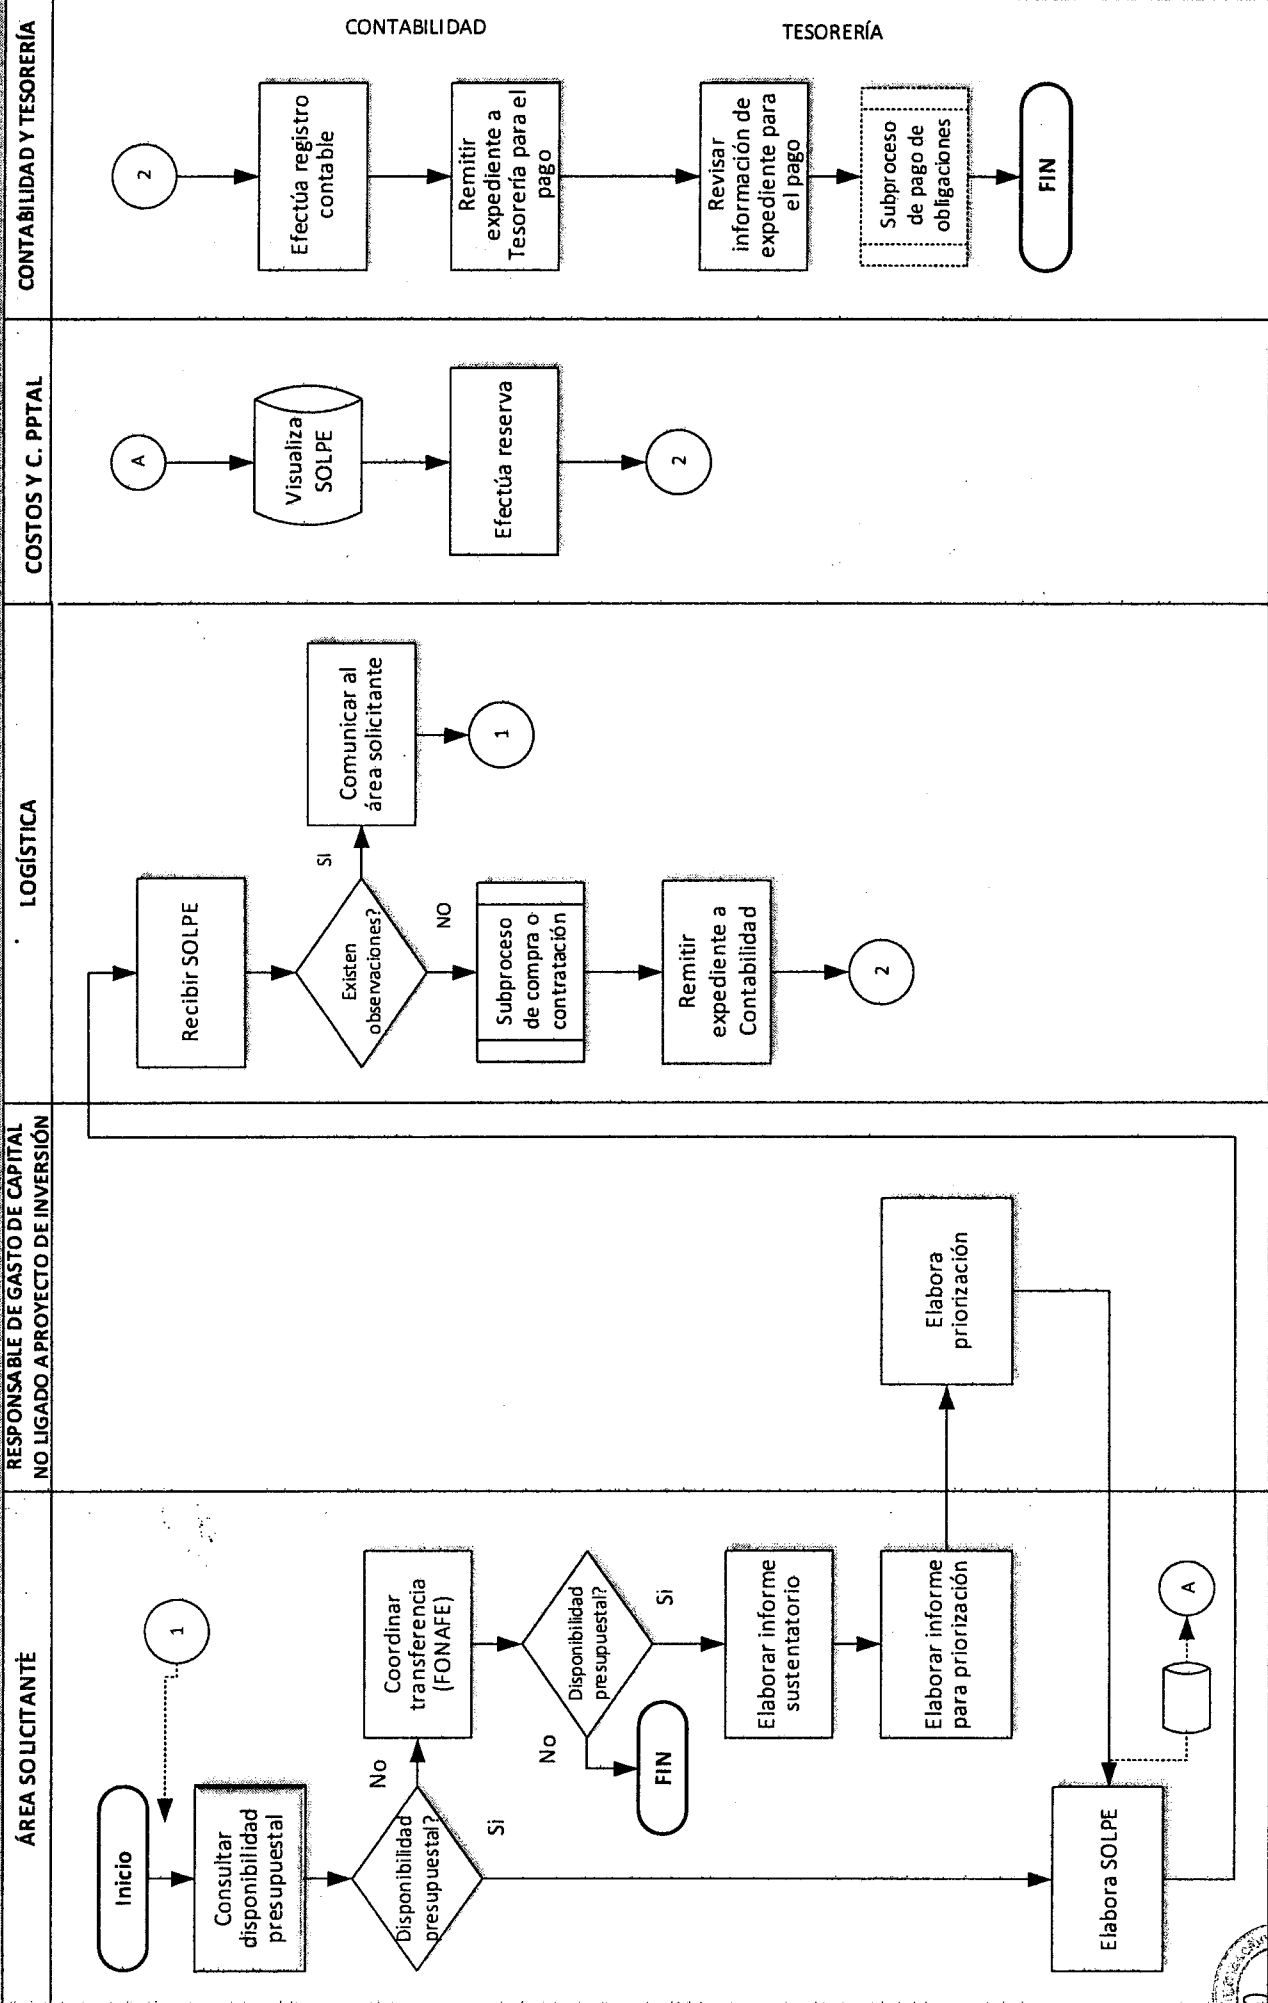 ÁREA SOLICITANTE
Inicio
1
Consultar
disponibilidad
presupuestal
Disponibilidad
presupuestal?
No
Si
Coordinar
transferencia
(FONAFE)
Disponibilidad
presupuestal?
No
Si
FIN
Elaborar informe
sustentatorio
Elaborar informe
para priorización
Elabora SOLPE
A
RESPONSABLE DE GASTO DE CAPITAL
NO LIGADO A PROYECTO DE INVERSIÓN
Elabora
priorización
LOGÍSTICA
Recibir SOLPE
Existen
observaciones?
SI
NO
Comunicar al
área solicitante
1
Subproceso
de compra o
contratación
Remitir
expediente a
Contabilidad
2
COSTOS Y C. PPTAL
A
Visualiza
SOLPE
Efectúa reserva
2
CONTABILIDAD Y TESORERÍA
2
CONTABILIDAD
Efectúa registro
contable
Remitir
expediente a
Tesorería para el
pago
TESORERÍA
Revisar
información de
expediente para
el pago
Subproceso
de pago de
obligaciones
FIN